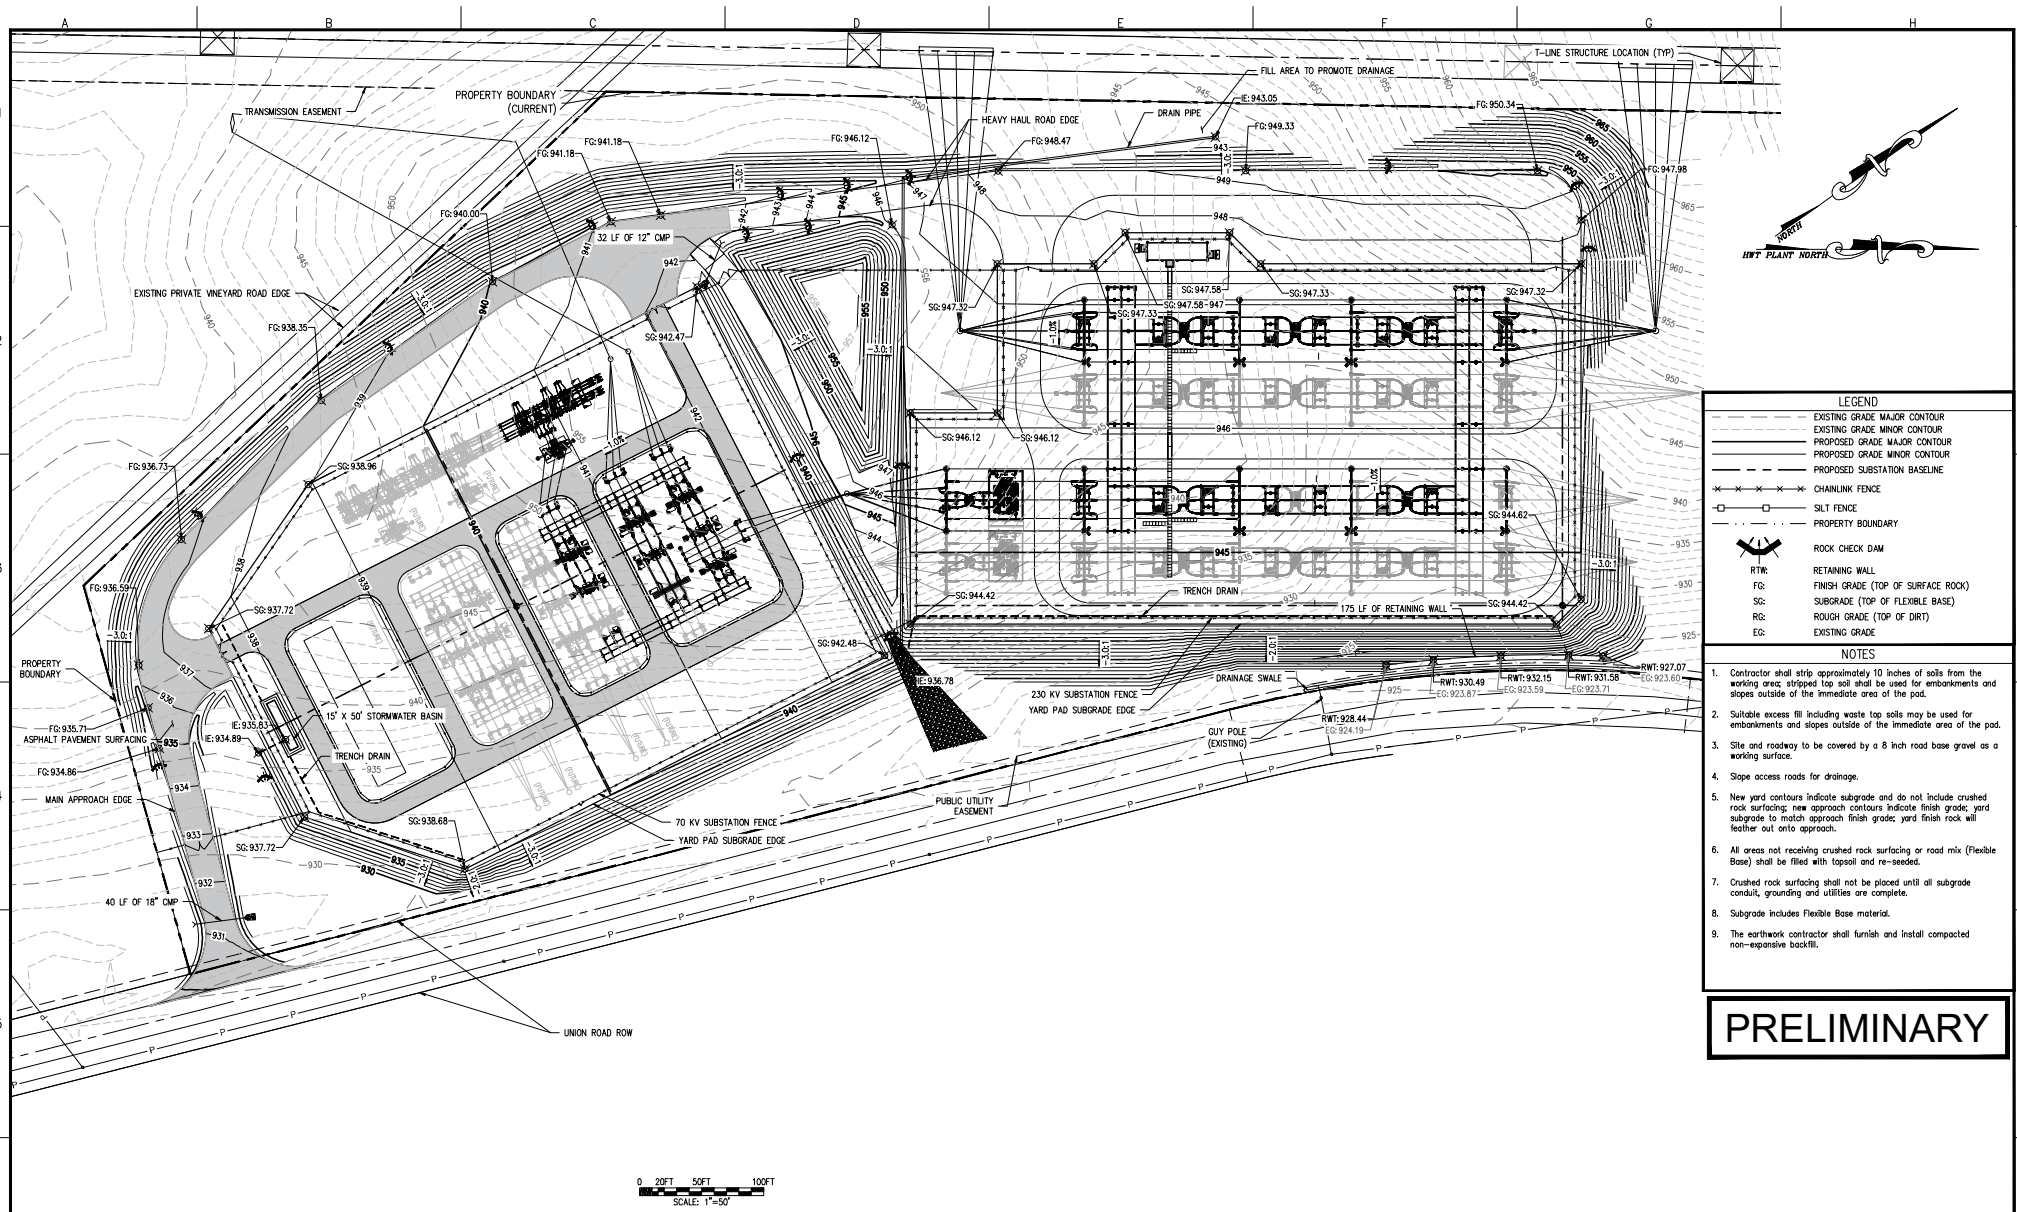 A B C D E F G H
T-LINE STRUCTURE LOCATION (TYP)
FILL AREA TO PROMOTE DRAINAGE
PROPERTY BOUNDARY
(CURRENT)
TRANSMISSION EASEMENT
IE: 943.05
DRAIN PIPE
HEAVY HAUL ROAD EDGE
FG: 950.34
FG: 949.33
FG: 948.47
FG: 946.12
FG: 941.18
FG: 941.18
FG: 947.98
FG: 940.00
32 LF OF 12" CMP
NORTH
HWT PLANT NORTH
EXISTING PRIVATE VINEYARD ROAD EDGE
FG: 938.35
SG: 942.47
SG: 947.32
SG: 947.58
SG: 947.58-947
SG: 947.33
SG: 947.33
SG: 947.32
SG: 946.12
SG: 946.12
FG: 936.73
SG: 938.96
SG: 944.62
FG: 936.59
SG: 937.72
SG: 944.42
TRENCH DRAIN
175 LF OF RETAINING WALL
SG: 944.42
SG: 942.48
PROPERTY
BOUNDARY
IE: 936.78
230 KV SUBSTATION FENCE
YARD PAD SUBGRADE EDGE
DRAINAGE SWALE
RWT: 927.07
EG: 923.60
RWT: 930.49
EG: 923.87
RWT: 932.15
EG: 923.59
RWT: 931.58
EG: 923.71
RWT: 928.44
EG: 924.19
GUY POLE
(EXISTING)
15' X 50' STORMWATER BASIN
IE: 935.83
IE: 934.89
FG: 935.71
ASPHALT PAVEMENT SURFACING
TRENCH DRAIN
FG: 934.86
MAIN APPROACH EDGE
PUBLIC UTILITY
EASEMENT
SG: 938.68
70 KV SUBSTATION FENCE
YARD PAD SUBGRADE EDGE
SG: 937.72
40 LF OF 18" CMP
UNION ROAD ROW
LEGEND
EXISTING GRADE MAJOR CONTOUR
EXISTING GRADE MINOR CONTOUR
PROPOSED GRADE MAJOR CONTOUR
PROPOSED GRADE MINOR CONTOUR
PROPOSED SUBSTATION BASELINE
CHAINLINK FENCE
SILT FENCE
PROPERTY BOUNDARY
ROCK CHECK DAM
RTW: RETAINING WALL
FG: FINISH GRADE (TOP OF SURFACE ROCK)
SG: SUBGRADE (TOP OF FLEXIBLE BASE)
RG: ROUGH GRADE (TOP OF DIRT)
EG: EXISTING GRADE
NOTES
1. Contractor shall strip approximately 10 inches of soils from the
working area; stripped top soil shall be used for embankments and
slopes outside of the immediate area of the pad.
2. Suitable excess fill including waste top soils may be used for
embankments and slopes outside of the immediate area of the pad.
3. Site and roadway to be covered by a 8 inch road base gravel as a
working surface.
4. Slope access roads for drainage.
5. New yard contours indicate subgrade and do not include crushed
rock surfacing; new approach contours indicate finish grade; yard
subgrade to match approach finish grade; yard finish rock will
feather out onto approach.
6. All areas not receiving crushed rock surfacing or road mix (Flexible
Base) shall be filled with topsoil and re-seeded.
7. Crushed rock surfacing shall not be placed until all subgrade
conduit, grounding and utilities are complete.
8. Subgrade includes Flexible Base material.
9. The earthwork contractor shall furnish and install compacted
non-expansive backfill.
PRELIMINARY
0 20FT 50FT 100FT
SCALE: 1"=50'